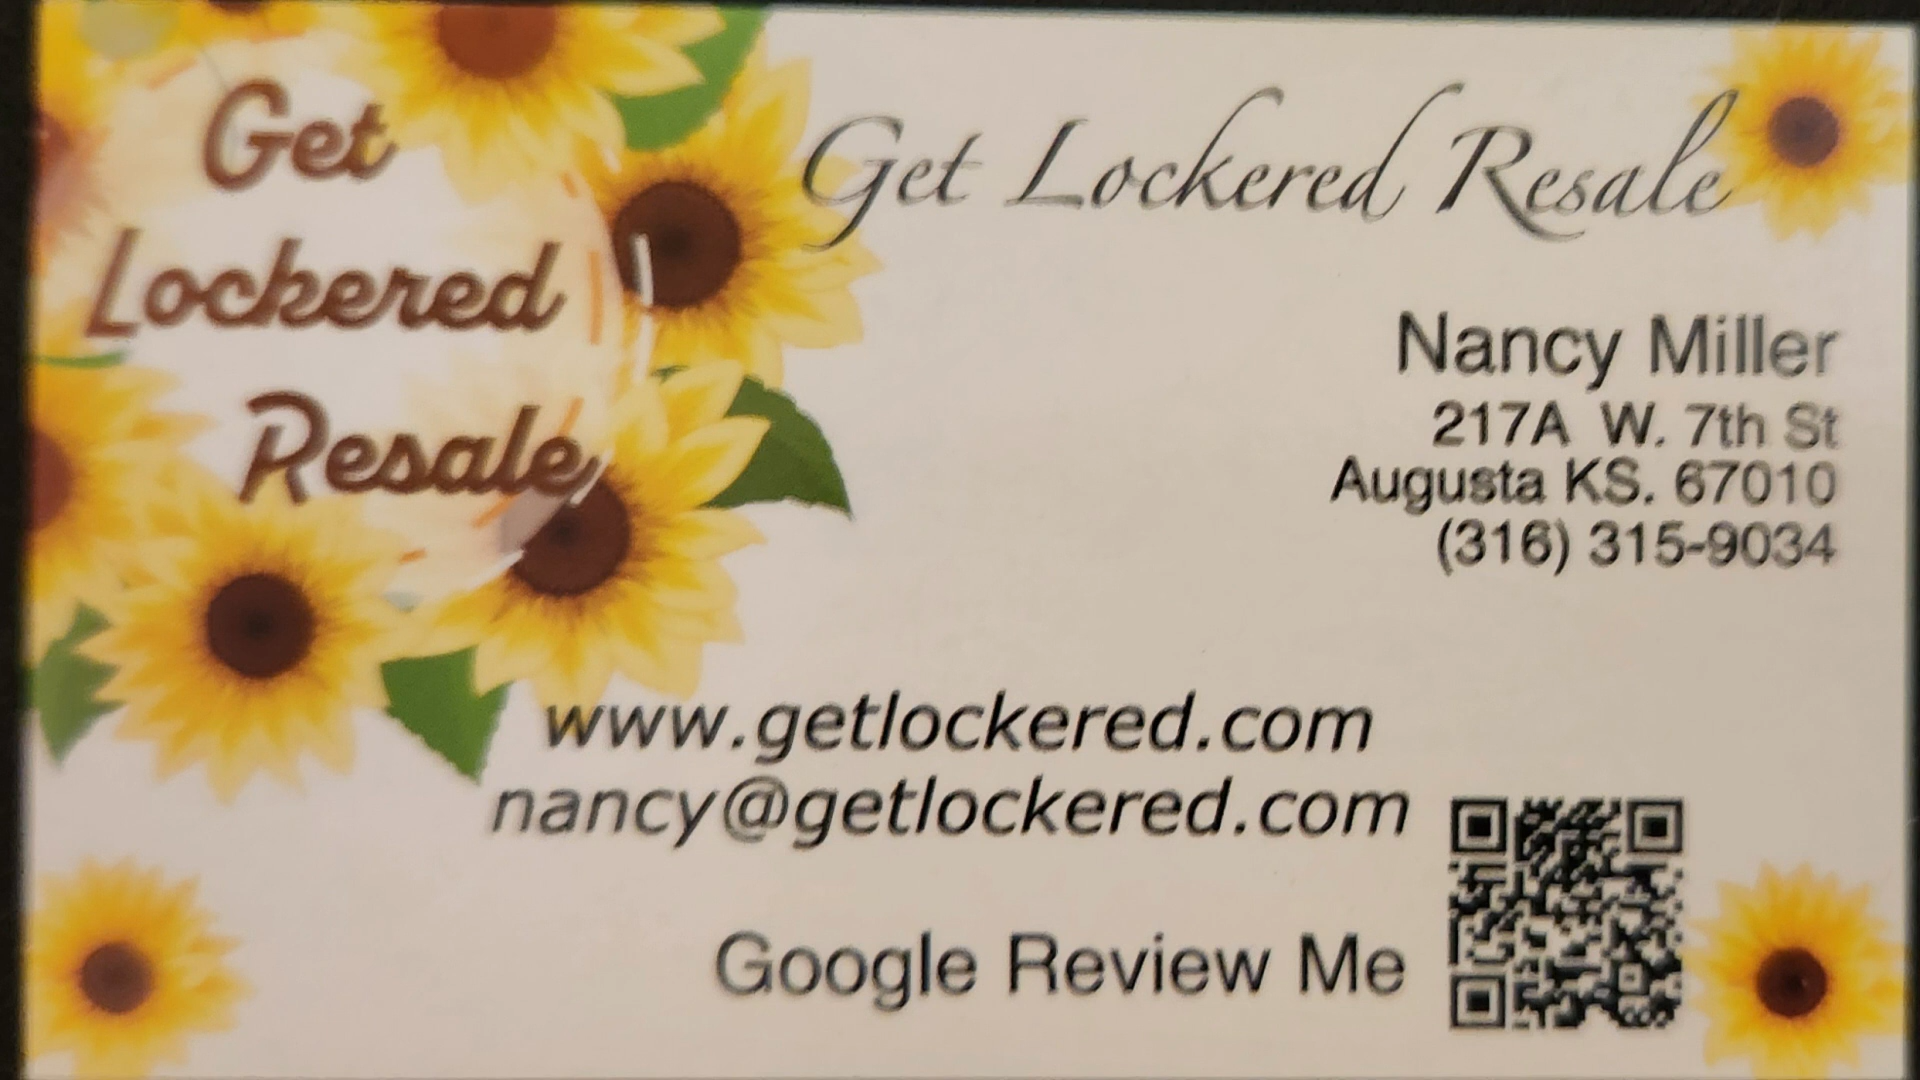 Get
Lockered
Resale
Get Lockered Resale
Nancy Miller
217A W. 7th St
Augusta KS. 67010
(316) 315-9034
www.getlockered.com
nancy@getlockered.com
Google Review Me